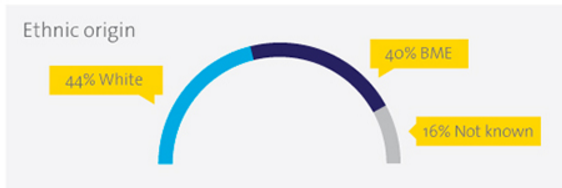 Ethnic origin
40% BME
44% White
16% Not known